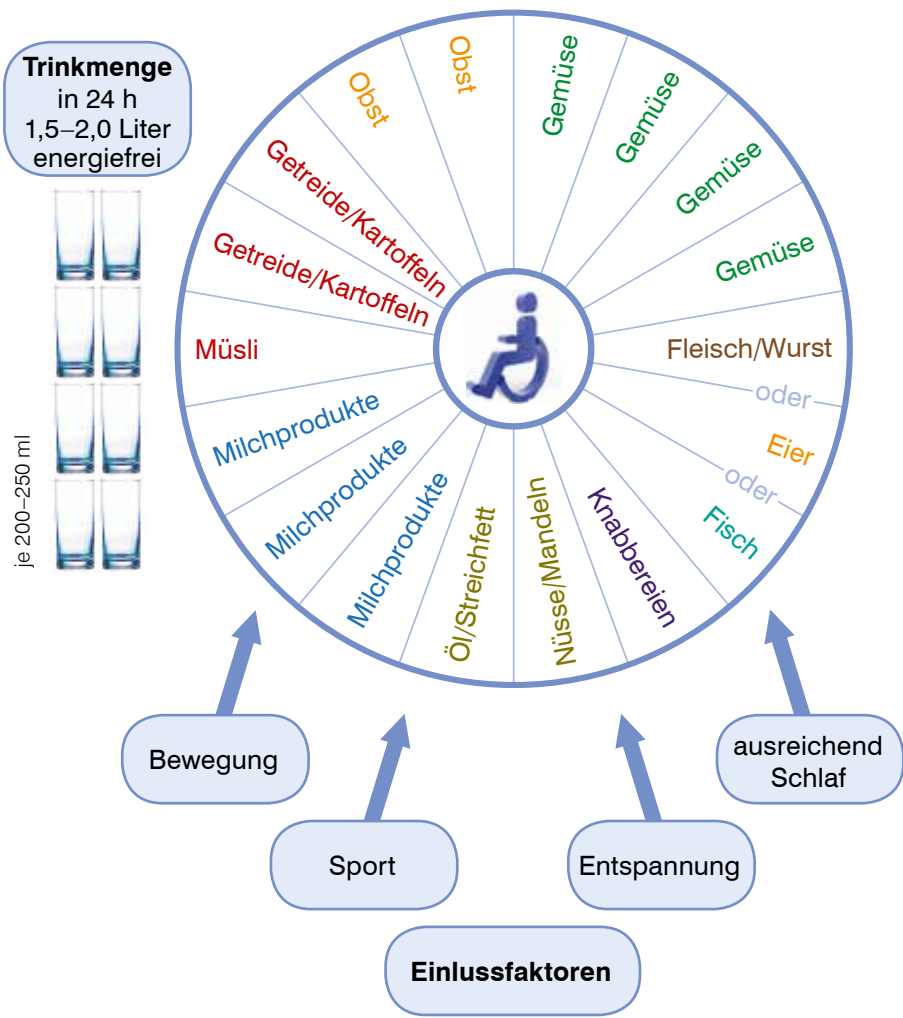 Trinkmenge
in 24 h
1,5–2,0 Liter
energiefrei
je 200–250 ml
Obst
Obst
Gemüse
Gemüse
Gemüse
Gemüse
Getreide/Kartoffeln
Getreide/Kartoffeln
Müsli
Fleisch/Wurst
oder
Eier
oder
Fisch
Milchprodukte
Milchprodukte
Milchprodukte
Öl/Streichfett
Nüsse/Mandeln
Knabbereien
Bewegung
Sport
Entspannung
ausreichend
Schlaf
Einlussfaktoren